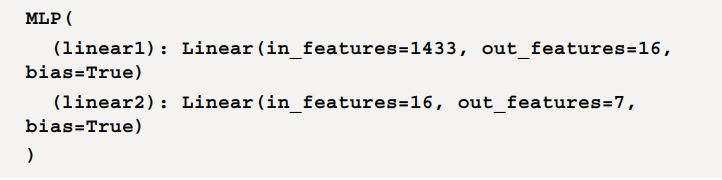 MLP(
(linear1): Linear(in_features=1433, out_features=16,
bias=True)
(linear2): Linear(in_features=16, out_features=7,
bias=True)
)